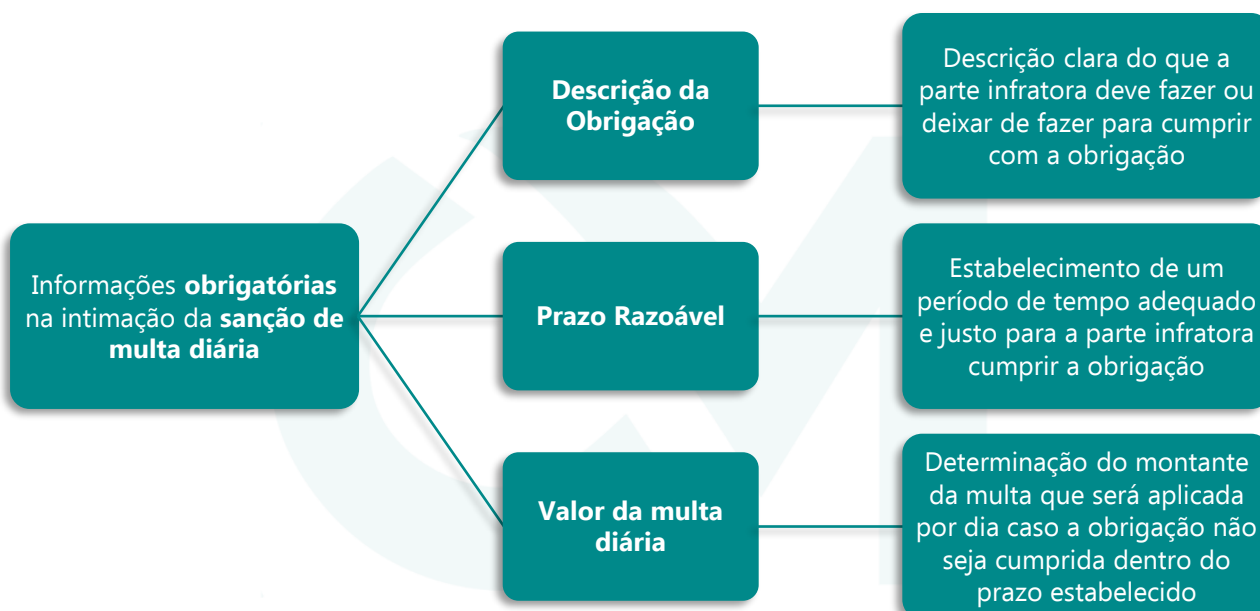 Informações obrigatórias
na intimação da sanção de
multa diária
Descrição da
Obrigação
Descrição clara do que a
parte infratora deve fazer ou
deixar de fazer para cumprir
com a obrigação
Prazo Razoável
Estabelecimento de um
período de tempo adequado
e justo para a parte infratora
cumprir a obrigação
Valor da multa
diária
Determinação do montante
da multa que será aplicada
por dia caso a obrigação não
seja cumprida dentro do
prazo estabelecido